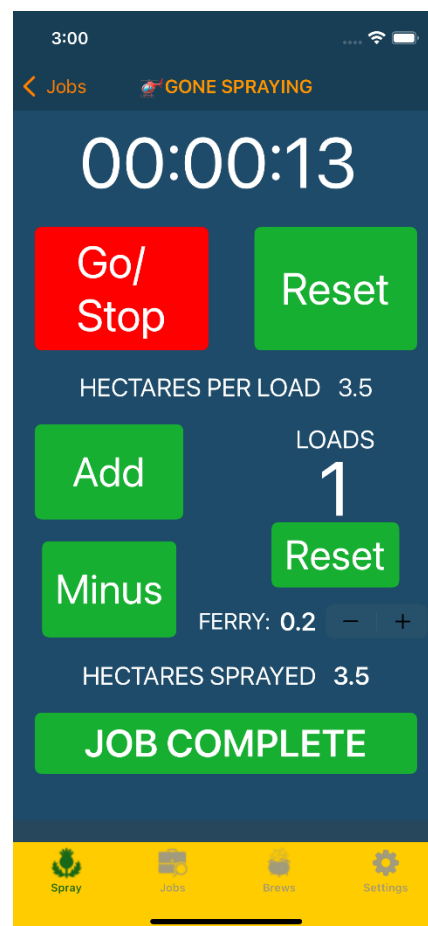 3:00
Jobs
GONE SPRAYING
00:00:13
Go/
Stop
Reset
HECTARES PER LOAD 3.5
Add
LOADS
1
Reset
Minus
FERRY: 0.2 − +
HECTARES SPRAYED 3.5
JOB COMPLETE
Spray Jobs Brews Settings